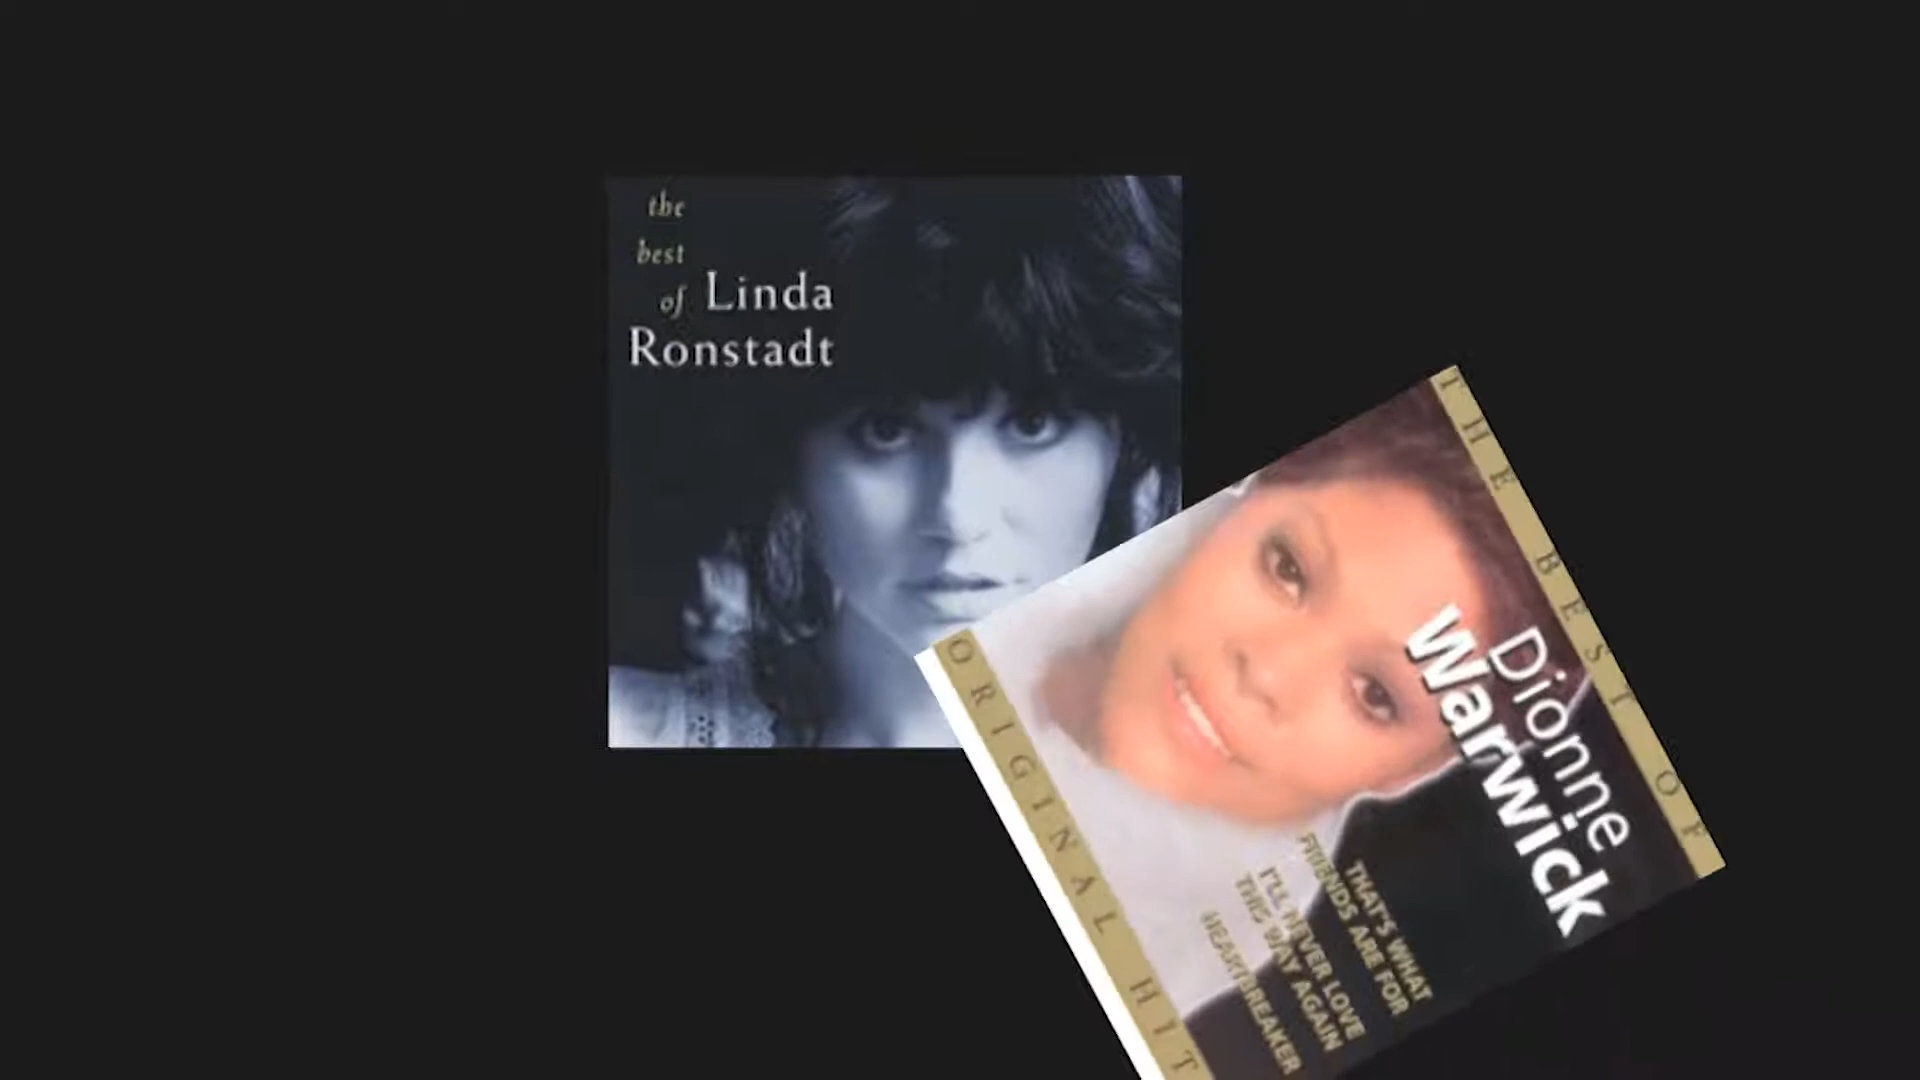 the
best
of Linda
Ronstadt
THE BEST OF
Dionne
Warwick
THAT'S WHAT
FRIENDS ARE FOR
I'LL NEVER LOVE
THIS WAY AGAIN
HEARTBREAKER
ORIGINAL HIT